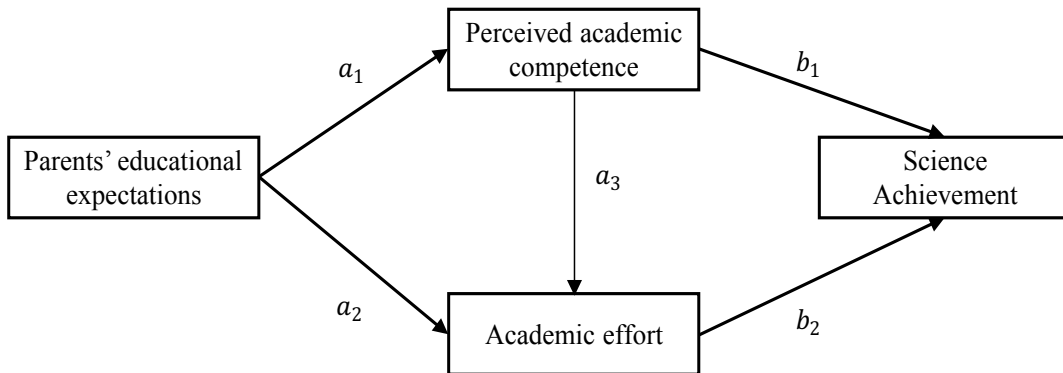 Perceived academic
competence
a₁
b₁
Parents’ educational
expectations
a₃
Science
Achievement
a₂
Academic effort
b₂